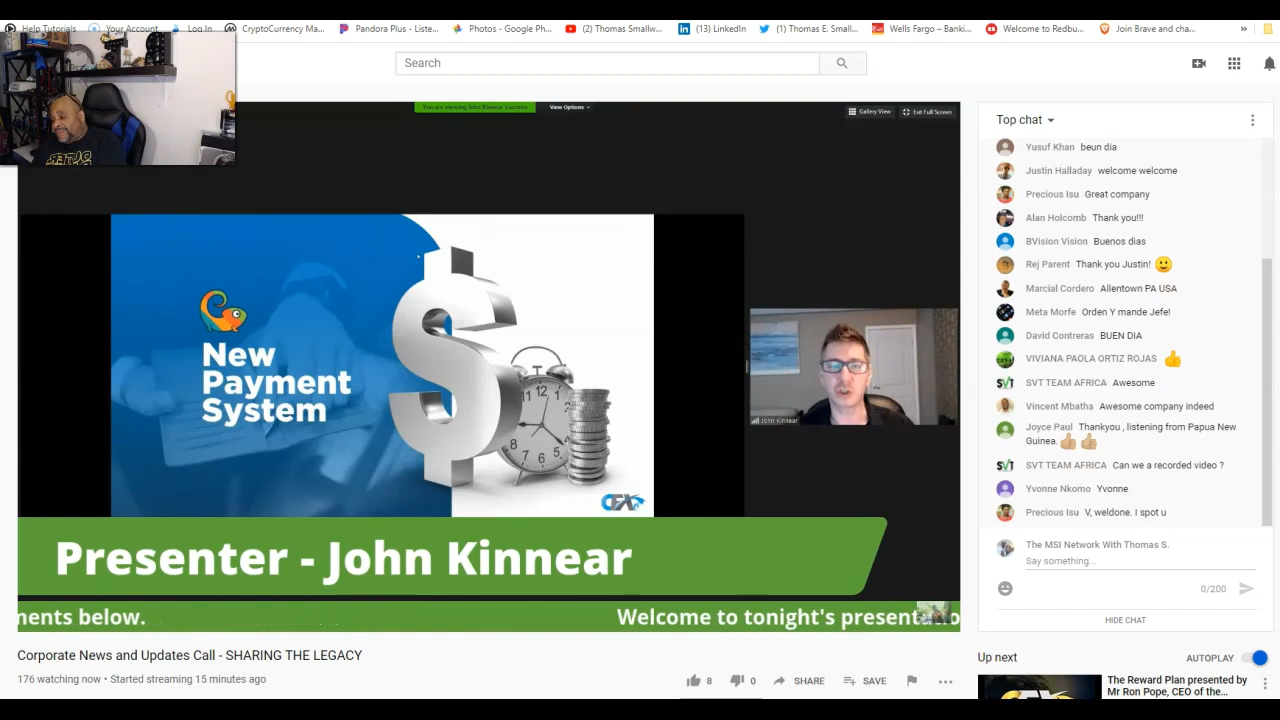 Help Tutorials
Your Account
Log In
CryptoCurrency Ma...
Pandora Plus - Liste...
Photos - Google Ph...
(2) Thomas Smallw...
(13) LinkedIn
(1) Thomas E. Small...
Wells Fargo – Banki...
Welcome to Redbu...
Join Brave and cha...
»
Search
You are viewing John Kinnear's screen
View Options
Gallery View
Exit Full Screen
New
Payment
System
12
CFX
John Kinnear
Presenter - John Kinnear
ments below.
Welcome to tonight's presentatio
Corporate News and Updates Call - SHARING THE LEGACY
176 watching now • Started streaming 15 minutes ago
8
0
SHARE
SAVE
Top chat
Yusuf Khan beun dia
Justin Halladay welcome welcome
Precious Isu Great company
Alan Holcomb Thank you!!!
BVision Vision Buenos dias
Rej Parent Thank you Justin!
Marcial Cordero Allentown PA USA
Meta Morfe Orden Y mande Jefe!
David Contreras BUEN DIA
VIVIANA PAOLA ORTIZ ROJAS
SVT TEAM AFRICA Awesome
Vincent Mbatha Awesome company indeed
Joyce Paul Thankyou , listening from Papua New
Guinea.
SVT TEAM AFRICA Can we a recorded video ?
Yvonne Nkomo Yvonne
Precious Isu V, weldone. I spot u
The MSI Network With Thomas S.
Say something...
0/200
HIDE CHAT
Up next
AUTOPLAY
The Reward Plan presented by
Mr Ron Pope, CEO of the...